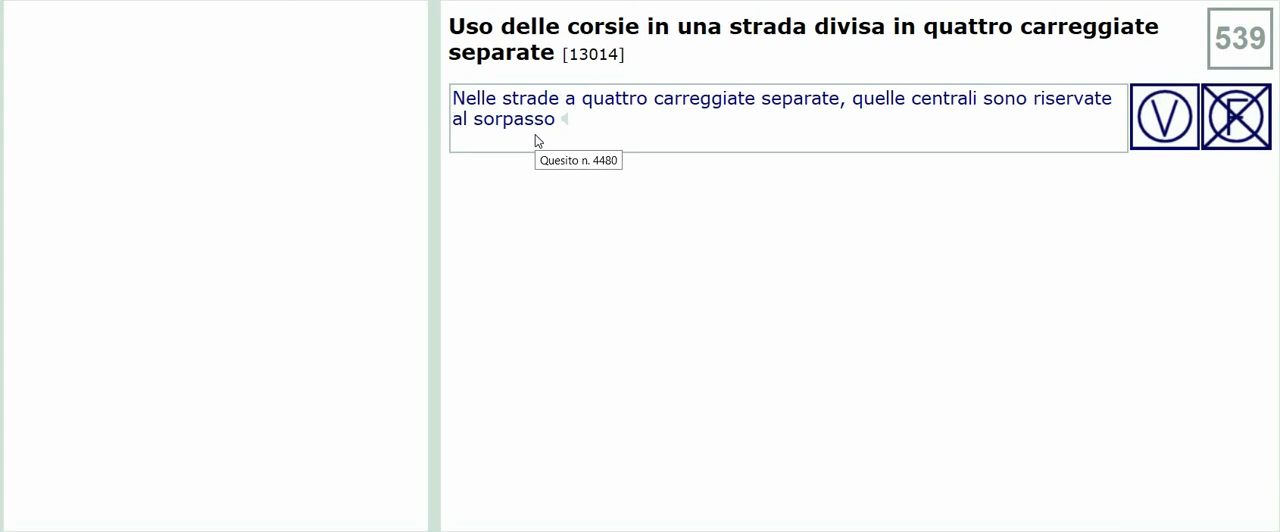 Uso delle corsie in una strada divisa in quattro carreggiate
separate [13014]
539
Nelle strade a quattro carreggiate separate, quelle centrali sono riservate
al sorpasso
V F
Quesito n. 4480